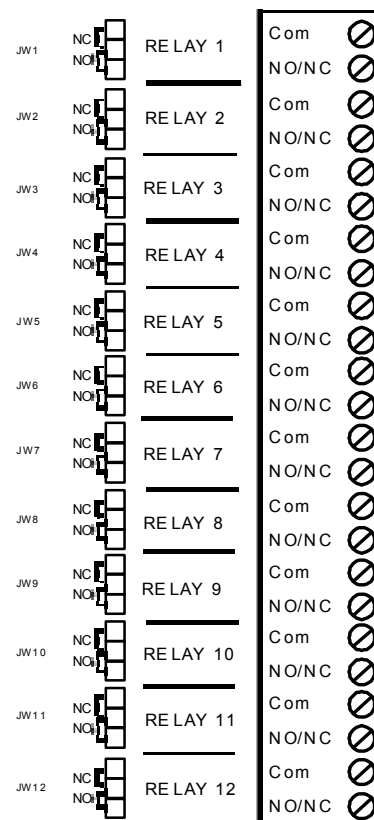 NC Com
JW1 RELAY 1
NO NO/NC
NC Com
JW2 RELAY 2
NO NO/NC
NC Com
JW3 RELAY 3
NO NO/NC
NC Com
JW4 RELAY 4
NO NO/NC
NC Com
JW5 RELAY 5
NO NO/NC
NC Com
JW6 RELAY 6
NO NO/NC
NC Com
JW7 RELAY 7
NO NO/NC
NC Com
JW8 RELAY 8
NO NO/NC
NC Com
JW9 RELAY 9
NO NO/NC
NC Com
JW10 RELAY 10
NO NO/NC
NC Com
JW11 RELAY 11
NO NO/NC
NC Com
JW12 RELAY 12
NO NO/NC